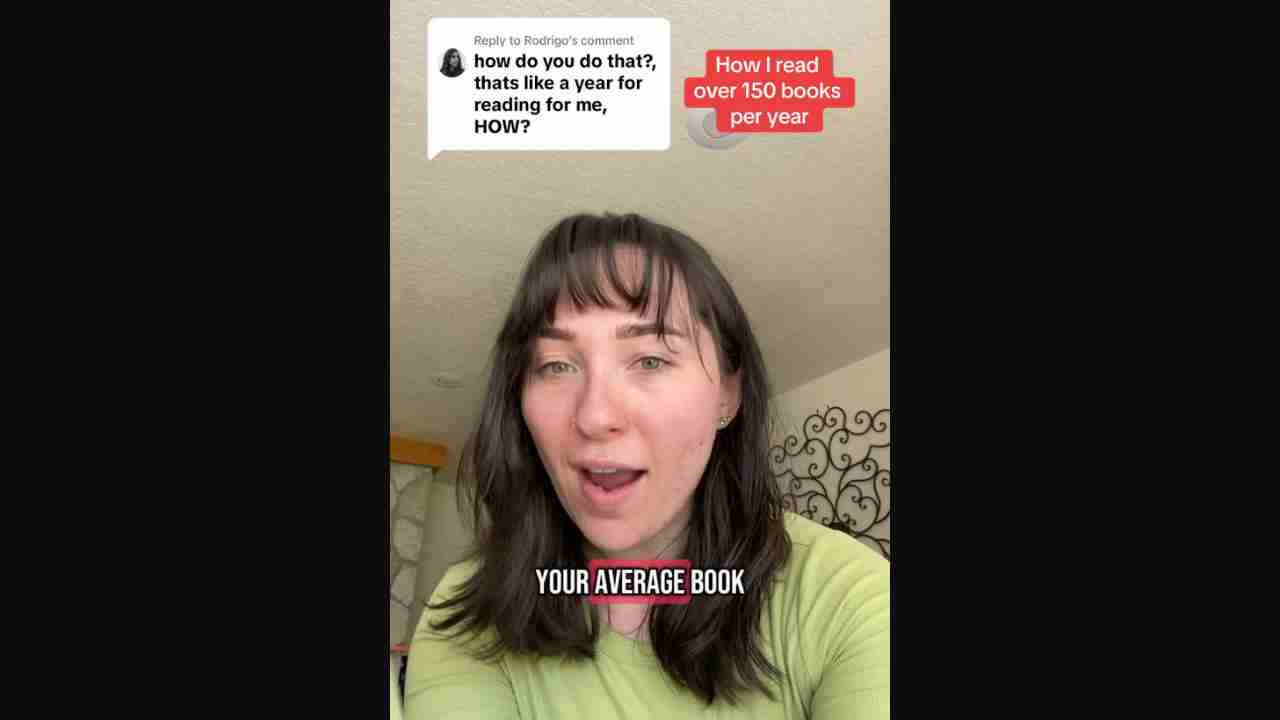 Reply to Rodrigo's comment
how do you do that?,
thats like a year for
reading for me,
HOW?
How I read
over 150 books
per year
YOUR AVERAGE BOOK